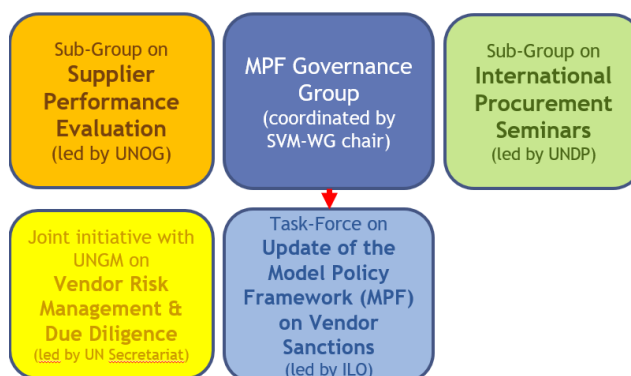 Sub-Group on
Supplier
Performance
Evaluation
(led by UNOG)
MPF Governance
Group
(coordinated by
SVM-WG chair)
Sub-Group on
International
Procurement
Seminars
(led by UNDP)
Joint initiative with
UNGM on
Vendor Risk
Management &
Due Diligence
(led by UN Secretariat)
Task-Force on
Update of the
Model Policy
Framework (MPF)
on Vendor
Sanctions
(led by ILO)